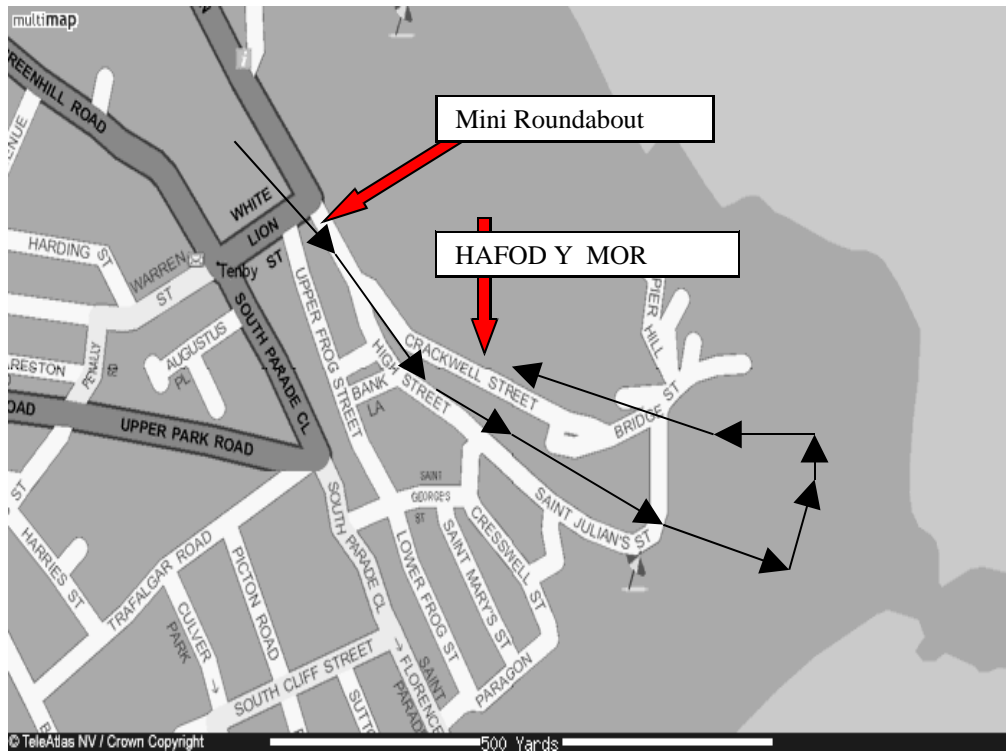 multimap
GREENHILL ROAD
Mini Roundabout
WHITE
LION
ST
HARDING
ST
WARREN
ST
Tenby
HAFOD Y MOR
PIER HILL
UPPER FROG STREET
SOUTH PARADE CL
AUGUSTUS
PL
PENALLY
CRACKWELL STREET
HIGH STREET
BANK
LA
BRIDGE ST
UPPER PARK ROAD
SAINT
GEORGES
ST
SAINT JULIAN'S ST
CRESSWELL ST
SAINT MARY'S ST
LOWER FROG ST
SOUTH PARADE CL
HARRIES ST
TRAFALGAR ROAD
PICTON ROAD
CULVER
PARK
SOUTH CLIFF STREET
PARAGON
SAINT
FLORENCE
© TeleAtlas NV / Crown Copyright
500 Yards